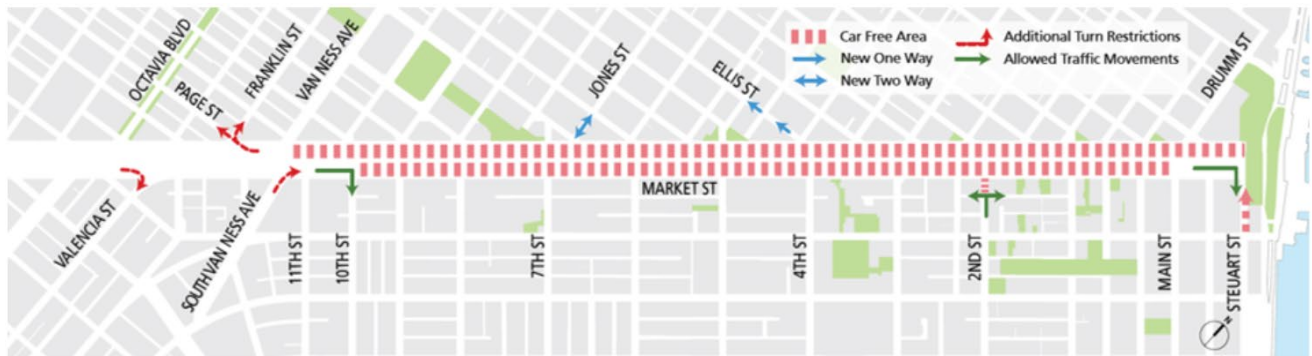 OCTAVIA BLVD
PAGE ST
FRANKLIN ST
VAN NESS AVE
JONES ST
ELLIS ST
Car Free Area
New One Way
New Two Way
Additional Turn Restrictions
Allowed Traffic Movements
DRUMM ST
MARKET ST
VALENCIA ST
SOUTH VAN NESS AVE
11TH ST
10TH ST
7TH ST
4TH ST
2ND ST
MAIN ST
STEUART ST
N